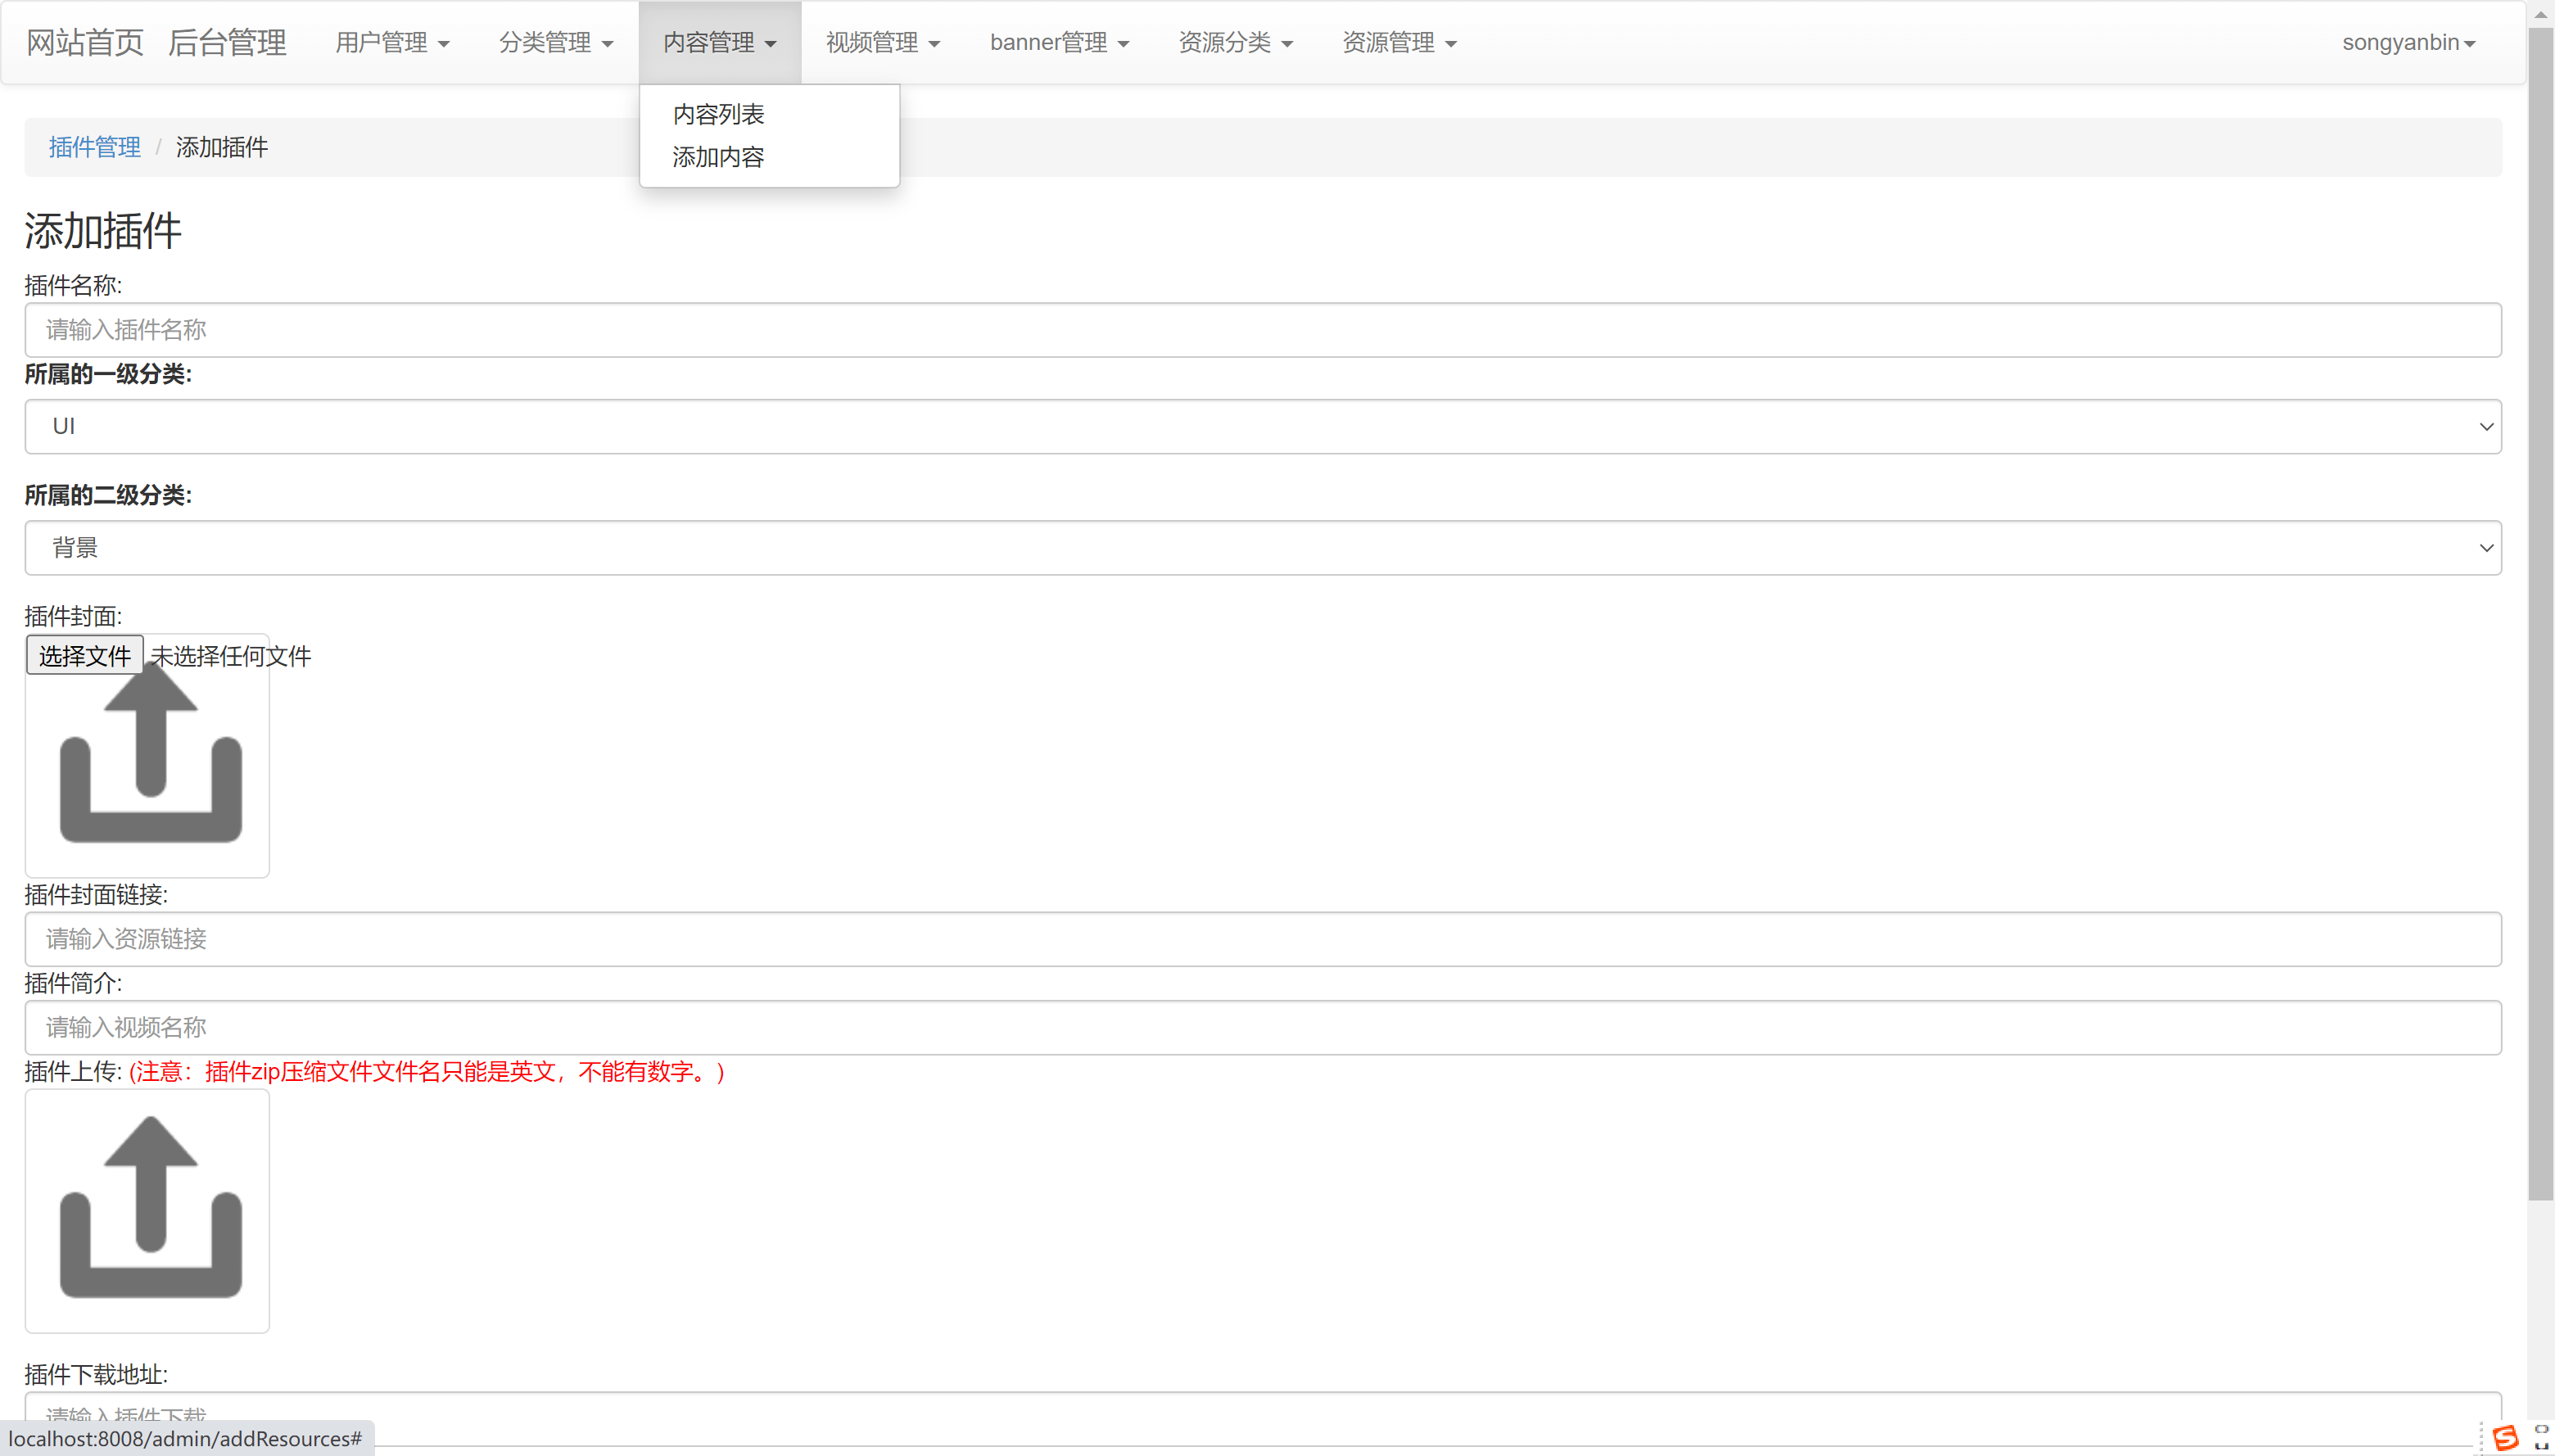 网站首页 后台管理 用户管理 分类管理 内容管理 视频管理 banner管理 资源分类 资源管理 songyanbin
内容列表
添加内容
插件管理 / 添加插件
添加插件
插件名称:
请输入插件名称
所属的一级分类:
UI
所属的二级分类:
背景
插件封面:
选择文件 未选择任何文件
插件封面链接:
请输入资源链接
插件简介:
请输入视频名称
插件上传: (注意：插件zip压缩文件文件名只能是英文，不能有数字。)
插件下载地址:
请输入插件下载
localhost:8008/admin/addResources#